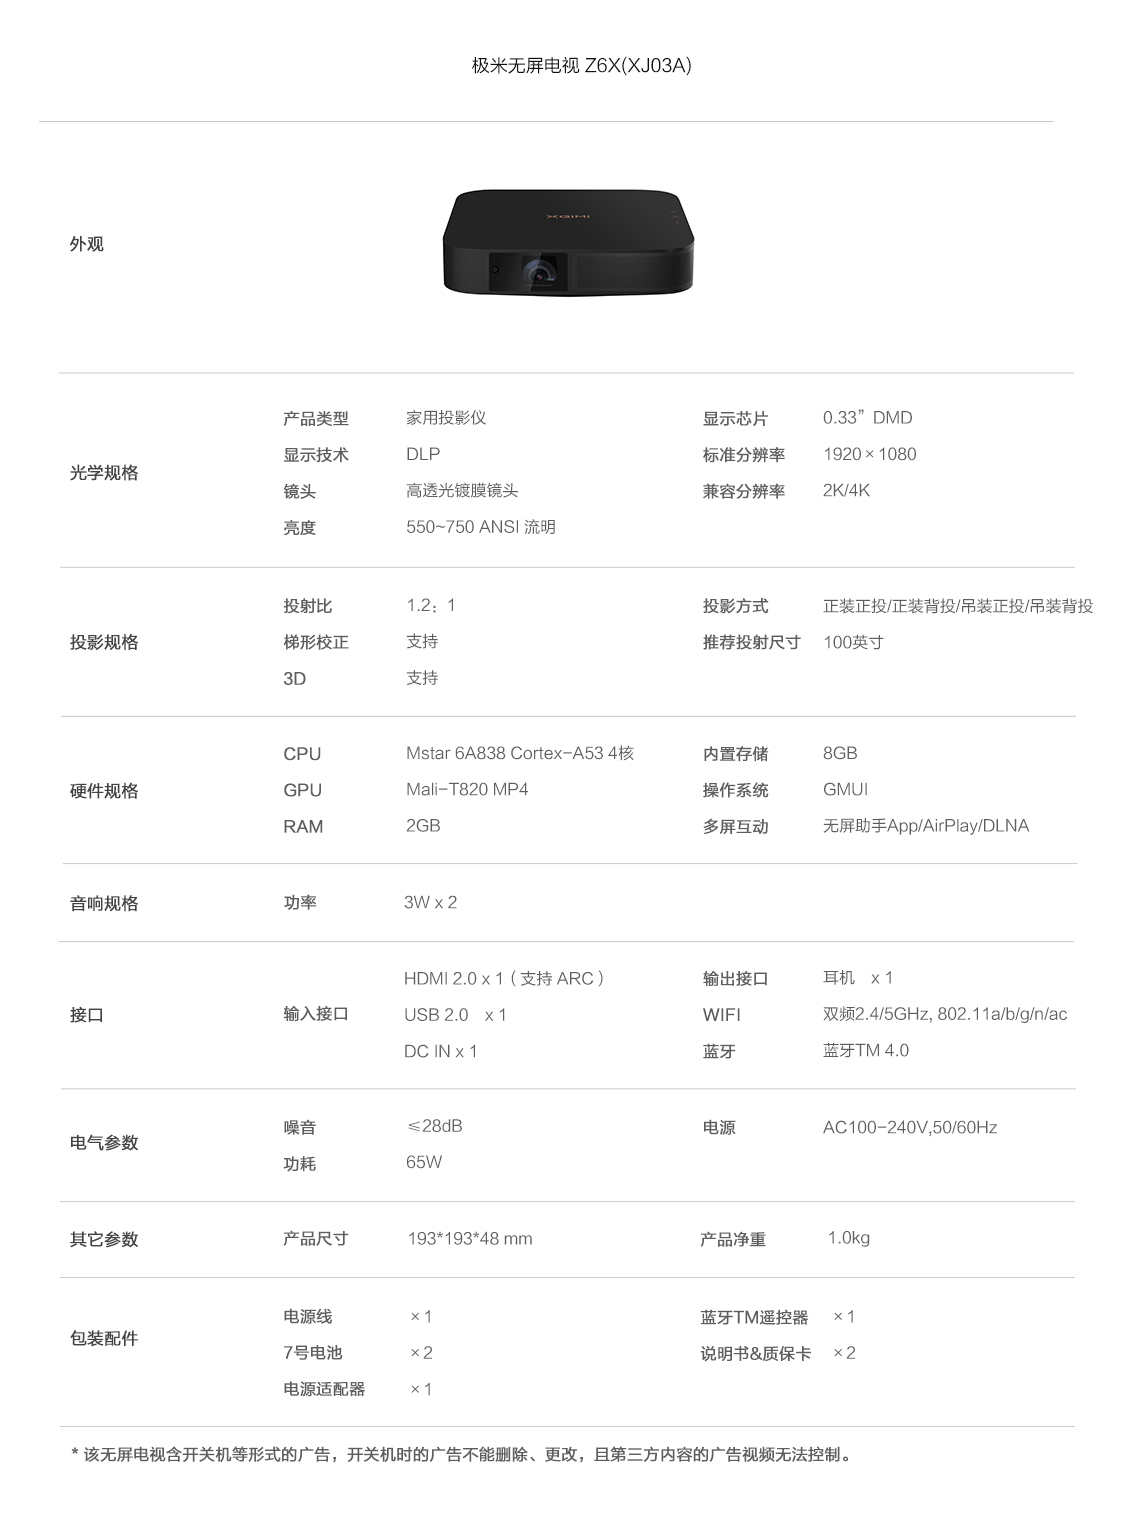 极米无屏电视 Z6X(XJ03A)
XGIMI
外观
光学规格
产品类型 家用投影仪 显示芯片 0.33” DMD
显示技术 DLP 标准分辨率 1920×1080
镜头 高透光镀膜镜头 兼容分辨率 2K/4K
亮度 550~750 ANSI 流明
投影规格
投射比 1.2：1 投影方式 正装正投/正装背投/吊装正投/吊装背投
梯形校正 支持 推荐投射尺寸 100英寸
3D 支持
硬件规格
CPU Mstar 6A838 Cortex-A53 4核 内置存储 8GB
GPU Mali-T820 MP4 操作系统 GMUI
RAM 2GB 多屏互动 无屏助手App/AirPlay/DLNA
音响规格 功率 3W x 2
接口
HDMI 2.0 x 1（支持 ARC） 输出接口 耳机 x 1
输入接口 USB 2.0 x 1 WIFI 双频2.4/5GHz, 802.11a/b/g/n/ac
DC IN x 1 蓝牙 蓝牙TM 4.0
电气参数
噪音 ≤28dB 电源 AC100-240V,50/60Hz
功耗 65W
其它参数 产品尺寸 193*193*48 mm 产品净重 1.0kg
包装配件
电源线 ×1 蓝牙TM遥控器 ×1
7号电池 ×2 说明书&质保卡 ×2
电源适配器 ×1
* 该无屏电视含开关机等形式的广告，开关机时的广告不能删除、更改，且第三方内容的广告视频无法控制。